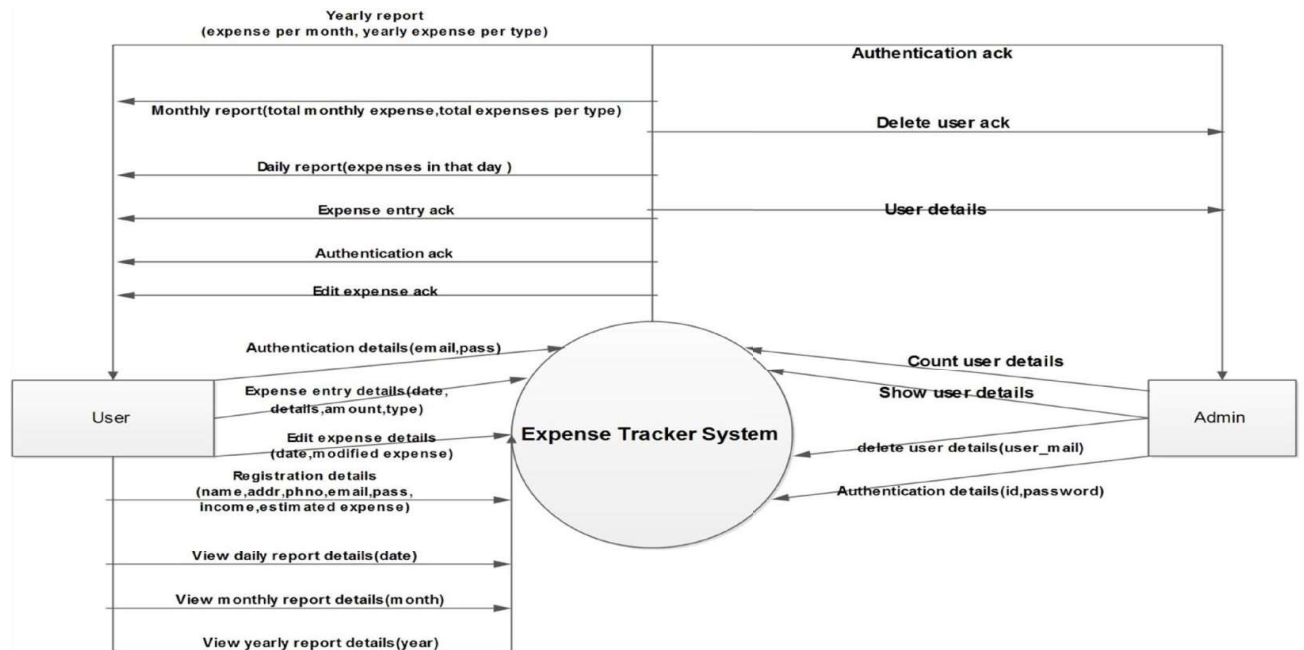 Yearly report
(expense per month, yearly expense per type)
Authentication ack
Monthly report(total monthly expense,total expenses per type)
Delete user ack
Daily report(expenses in that day )
Expense entry ack
User details
Authentication ack
Edit expense ack
Authentication details(email,pass)
Count user details
Expense entry details(date,
details,amount,type)
Show user details
User
Admin
Expense Tracker System
Edit expense details
(date,modified expense)
delete user details(user_mail)
Registration details
(name,addr,phno,email,pass,
income,estimated expense)
Authentication details(id,password)
View daily report details(date)
View monthly report details(month)
View yearly report details(year)